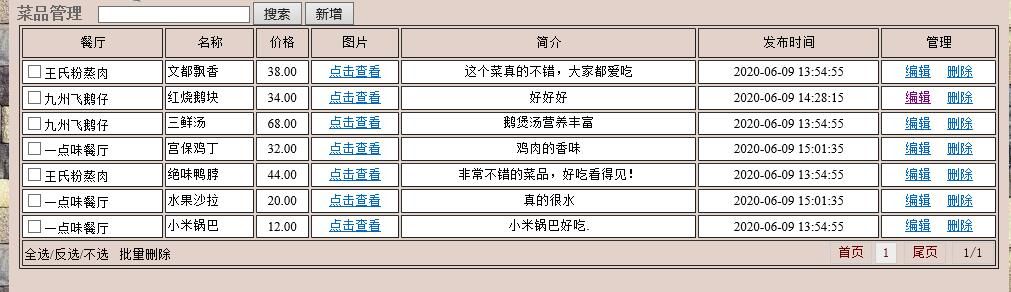 菜品管理 搜索 新增
餐厅 名称 价格 图片 简介 发布时间 管理
王氏粉蒸肉 文都飘香 38.00 点击查看 这个菜真的不错，大家都爱吃 2020-06-09 13:54:55 编辑 删除
九州飞鹅仔 红烧鹅块 34.00 点击查看 好好好 2020-06-09 14:28:15 编辑 删除
九州飞鹅仔 三鲜汤 68.00 点击查看 鹅煲汤营养丰富 2020-06-09 13:54:55 编辑 删除
一点味餐厅 宫保鸡丁 32.00 点击查看 鸡肉的香味 2020-06-09 15:01:35 编辑 删除
王氏粉蒸肉 绝味鸭脖 44.00 点击查看 非常不错的菜品，好吃看得见！ 2020-06-09 13:54:55 编辑 删除
一点味餐厅 水果沙拉 20.00 点击查看 真的很水 2020-06-09 15:01:35 编辑 删除
一点味餐厅 小米锅巴 12.00 点击查看 小米锅巴好吃. 2020-06-09 13:54:55 编辑 删除
全选/反选/不选 批量删除 首页 1 尾页 1/1